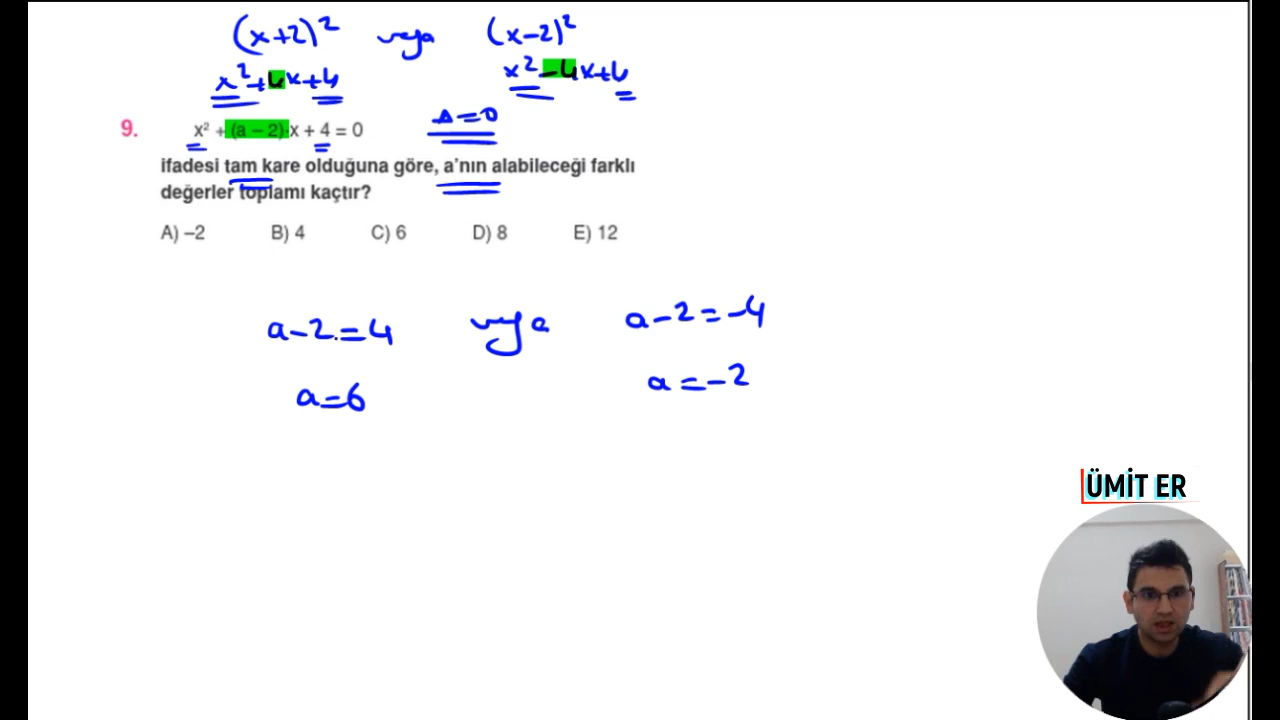 (x+2)² veya (x-2)²
x²+4x+4 x²-4x+4
Δ=0
9. x² + (a – 2) x + 4 = 0
ifadesi tam kare olduğuna göre, a'nın alabileceği farklı
değerler toplamı kaçtır?
A) –2 B) 4 C) 6 D) 8 E) 12
a-2=4 veya a-2=-4
a=6 a=-2
ÜMİT ER